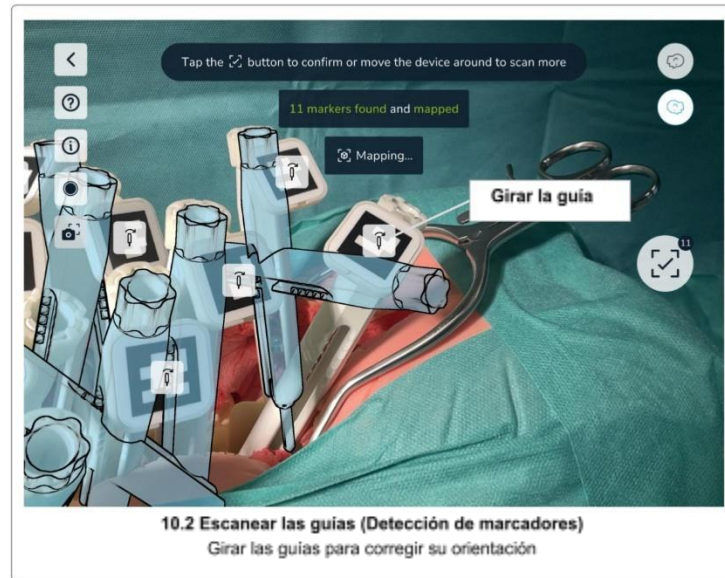 Tap the button to confirm or move the device around to scan more
11 markers found and mapped
Mapping...
Girar la guía
11
10.2 Escanear las guías (Detección de marcadores)
Girar las guías para corregir su orientación